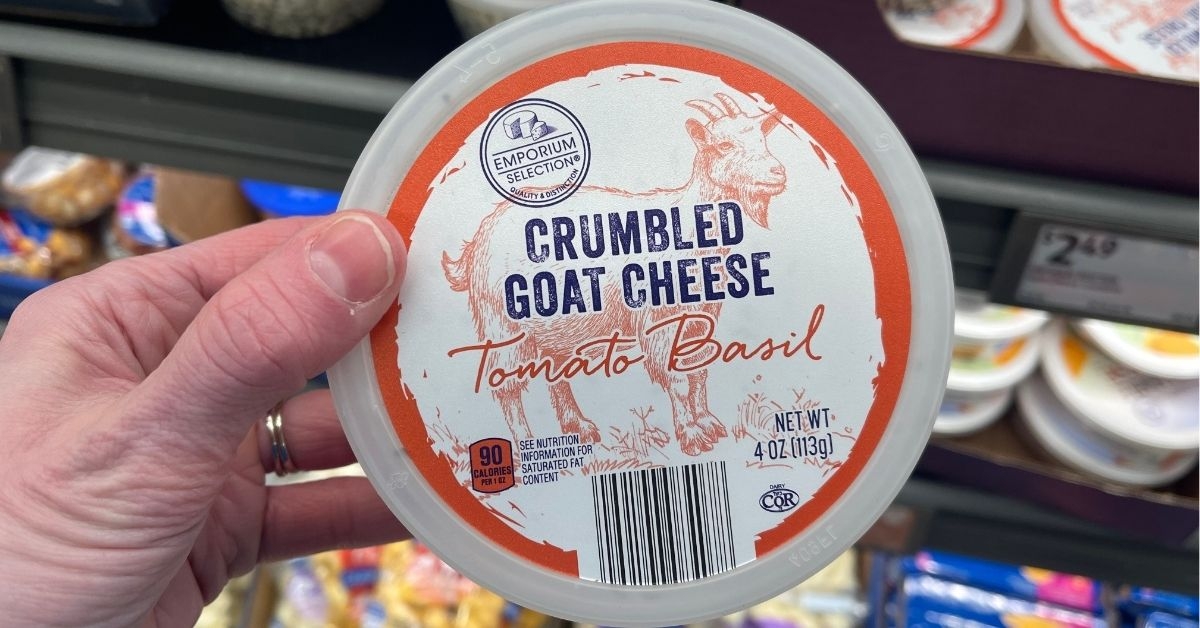 EMPORIUM
SELECTION®
QUALITY & DISTINCTION
CRUMBLED
GOAT CHEESE
Tomato Basil
90
CALORIES
PER 1 OZ
SEE NUTRITION
INFORMATION FOR
SATURATED FAT
CONTENT
NET WT
4 OZ (113g)
DAIRY
COR
$2.49